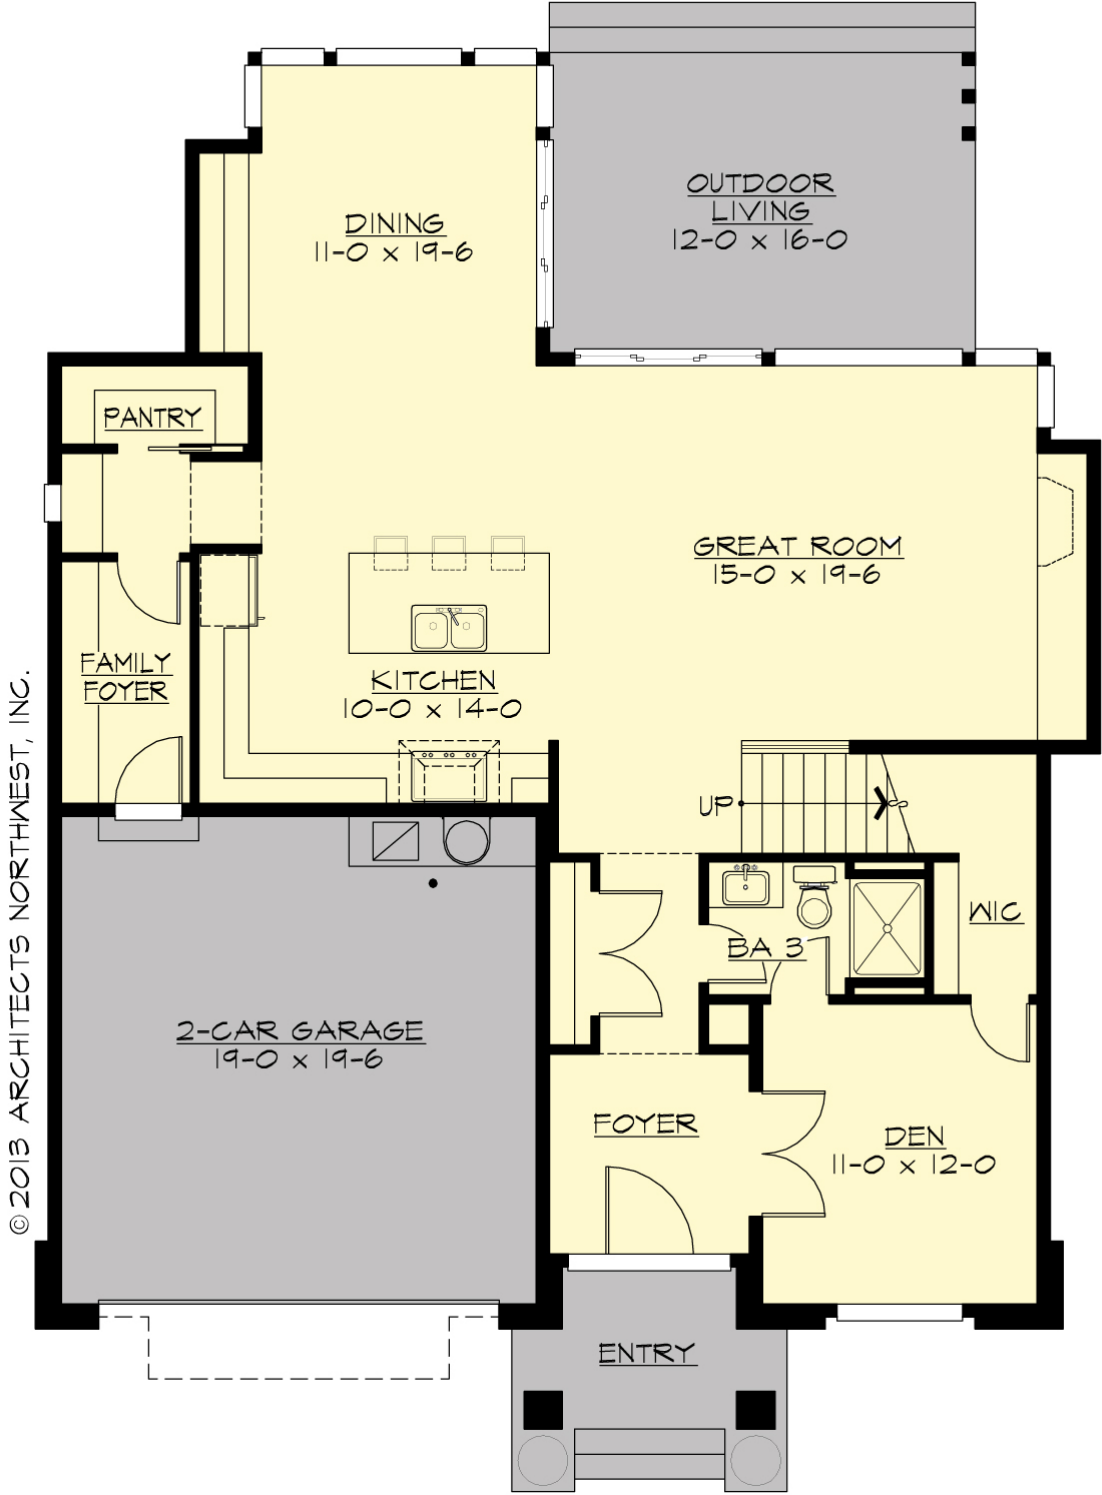 OUTDOOR
LIVING
12-0 x 16-0
DINING
11-0 x 19-6
PANTRY
GREAT ROOM
15-0 x 19-6
FAMILY
FOYER
KITCHEN
10-0 x 14-0
UP
WIC
BA 3
2-CAR GARAGE
19-0 x 19-6
FOYER
DEN
11-0 x 12-0
ENTRY
©2013 ARCHITECTS NORTHWEST, INC.